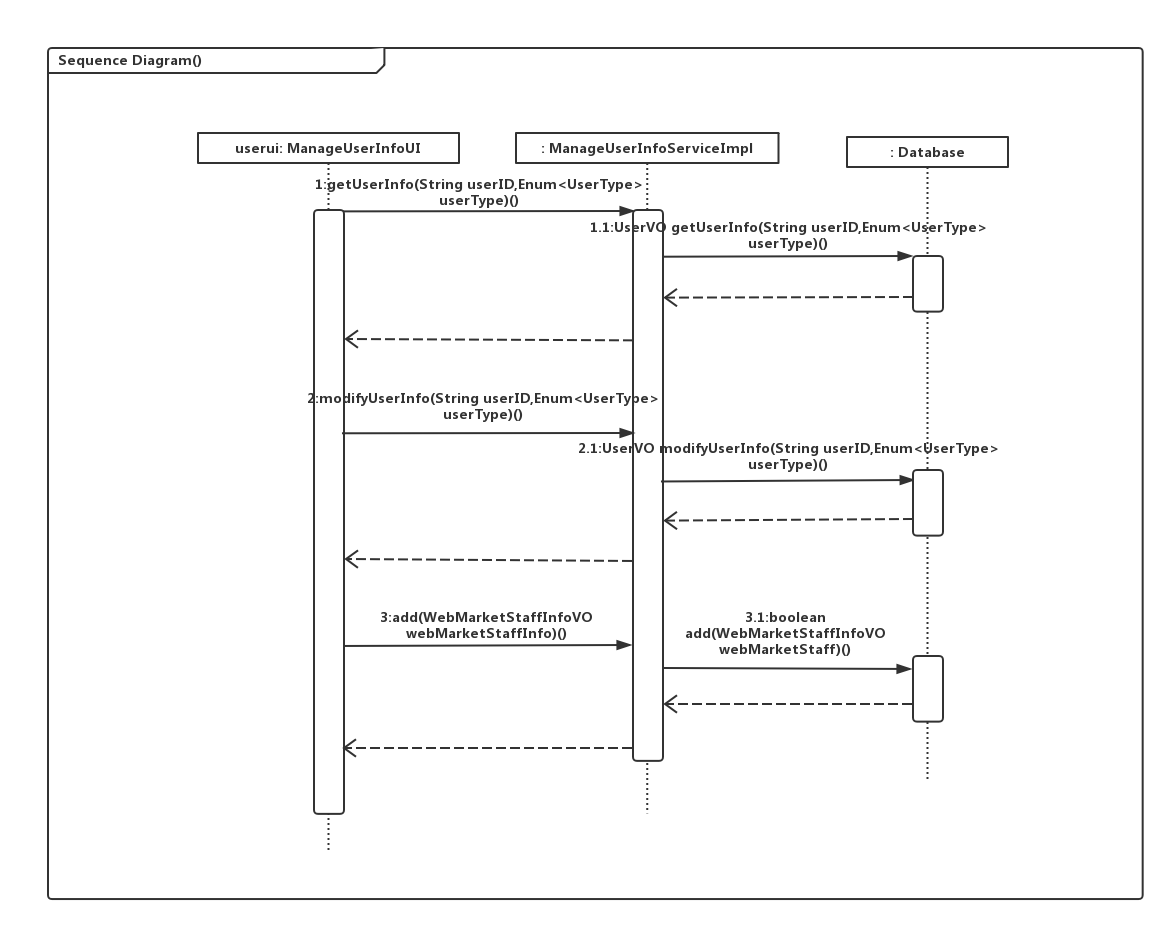 Sequence Diagram()
userui: ManageUserInfoUI
: ManageUserInfoServiceImpl
: Database
1:getUserInfo(String userID,Enum<UserType>
userType)()
1.1:UserVO getUserInfo(String userID,Enum<UserType>
userType)()
2:modifyUserInfo(String userID,Enum<UserType>
userType)()
2.1:UserVO modifyUserInfo(String userID,Enum<UserType>
userType)()
3:add(WebMarketStaffInfoVO
webMarketStaffInfo)()
3.1:boolean
add(WebMarketStaffInfoVO
webMarketStaff)()